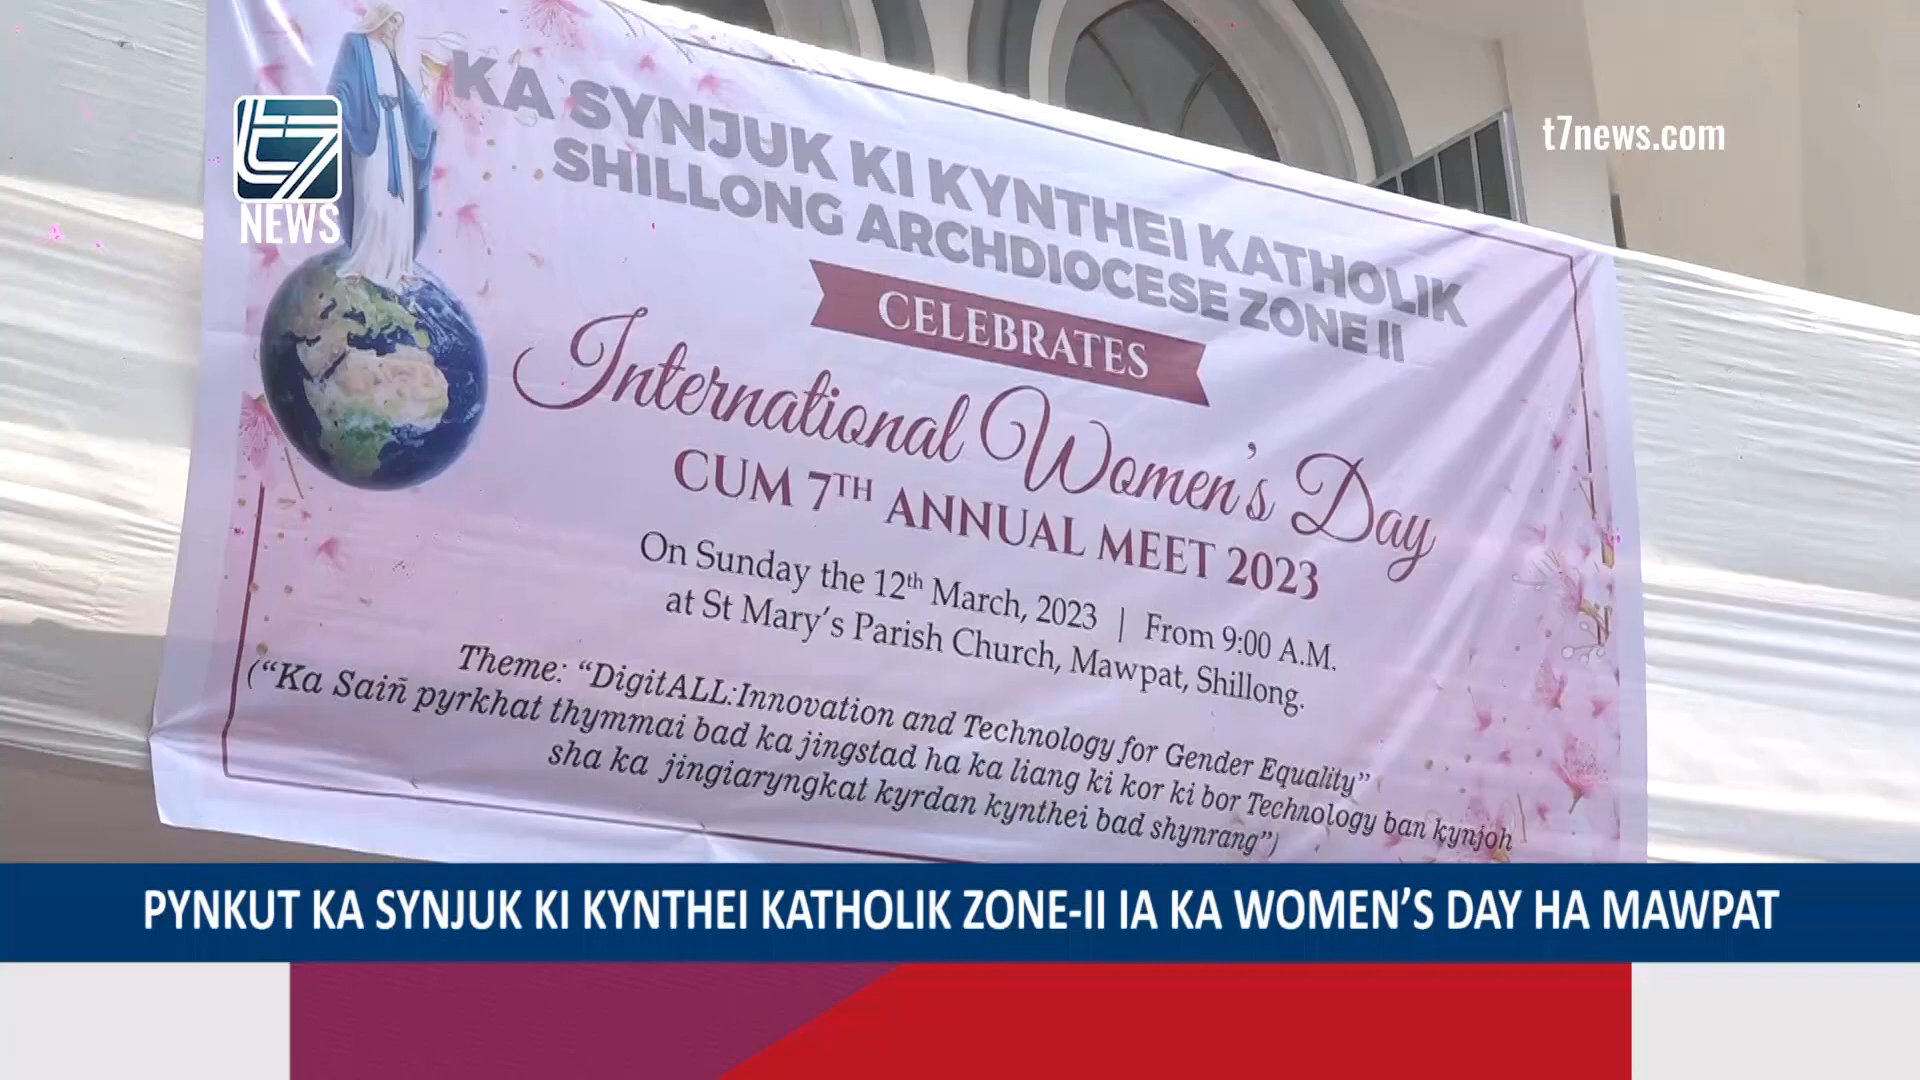 t7
NEWS
t7news.com
KA SYNJUK KI KYNTHEI KATHOLIK
SHILLONG ARCHDIOCESE ZONE II
CELEBRATES
International Women's Day
CUM 7TH ANNUAL MEET 2023
On Sunday the 12th March, 2023 | From 9:00 A.M.
at St Mary's Parish Church, Mawpat, Shillong.
Theme: “DigitALL:Innovation and Technology for Gender Equality”
(“Ka Saiñ pyrkhat thymmai bad ka jingstad ha ka liang ki kor ki bor Technology ban kynjoh
sha ka jingiaryngkat kyrdan kynthei bad shynrang”)
PYNKUT KA SYNJUK KI KYNTHEI KATHOLIK ZONE-II IA KA WOMEN’S DAY HA MAWPAT